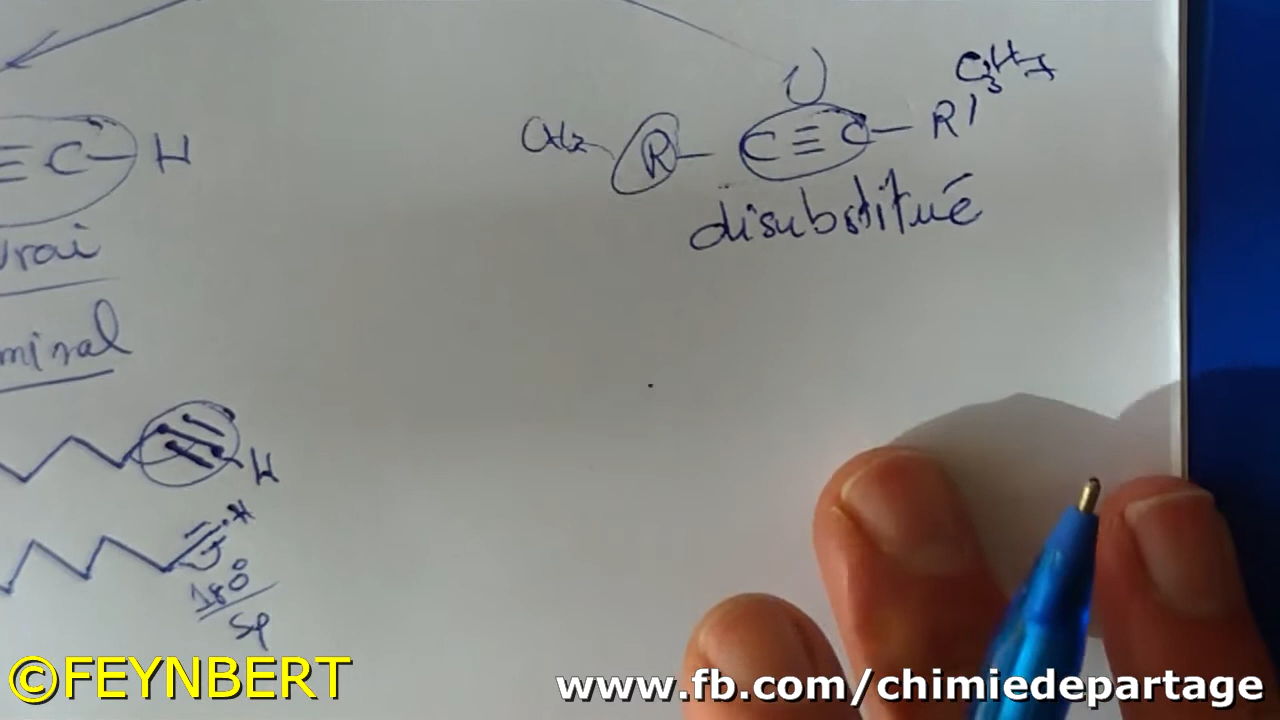 C₃H₇
CH₃ R – C ≡ C – R'
≡ C – H
disubstitué
vrai
minal
H
H
180°
sp
©FEYNBERT
www.fb.com/chimiedepartage